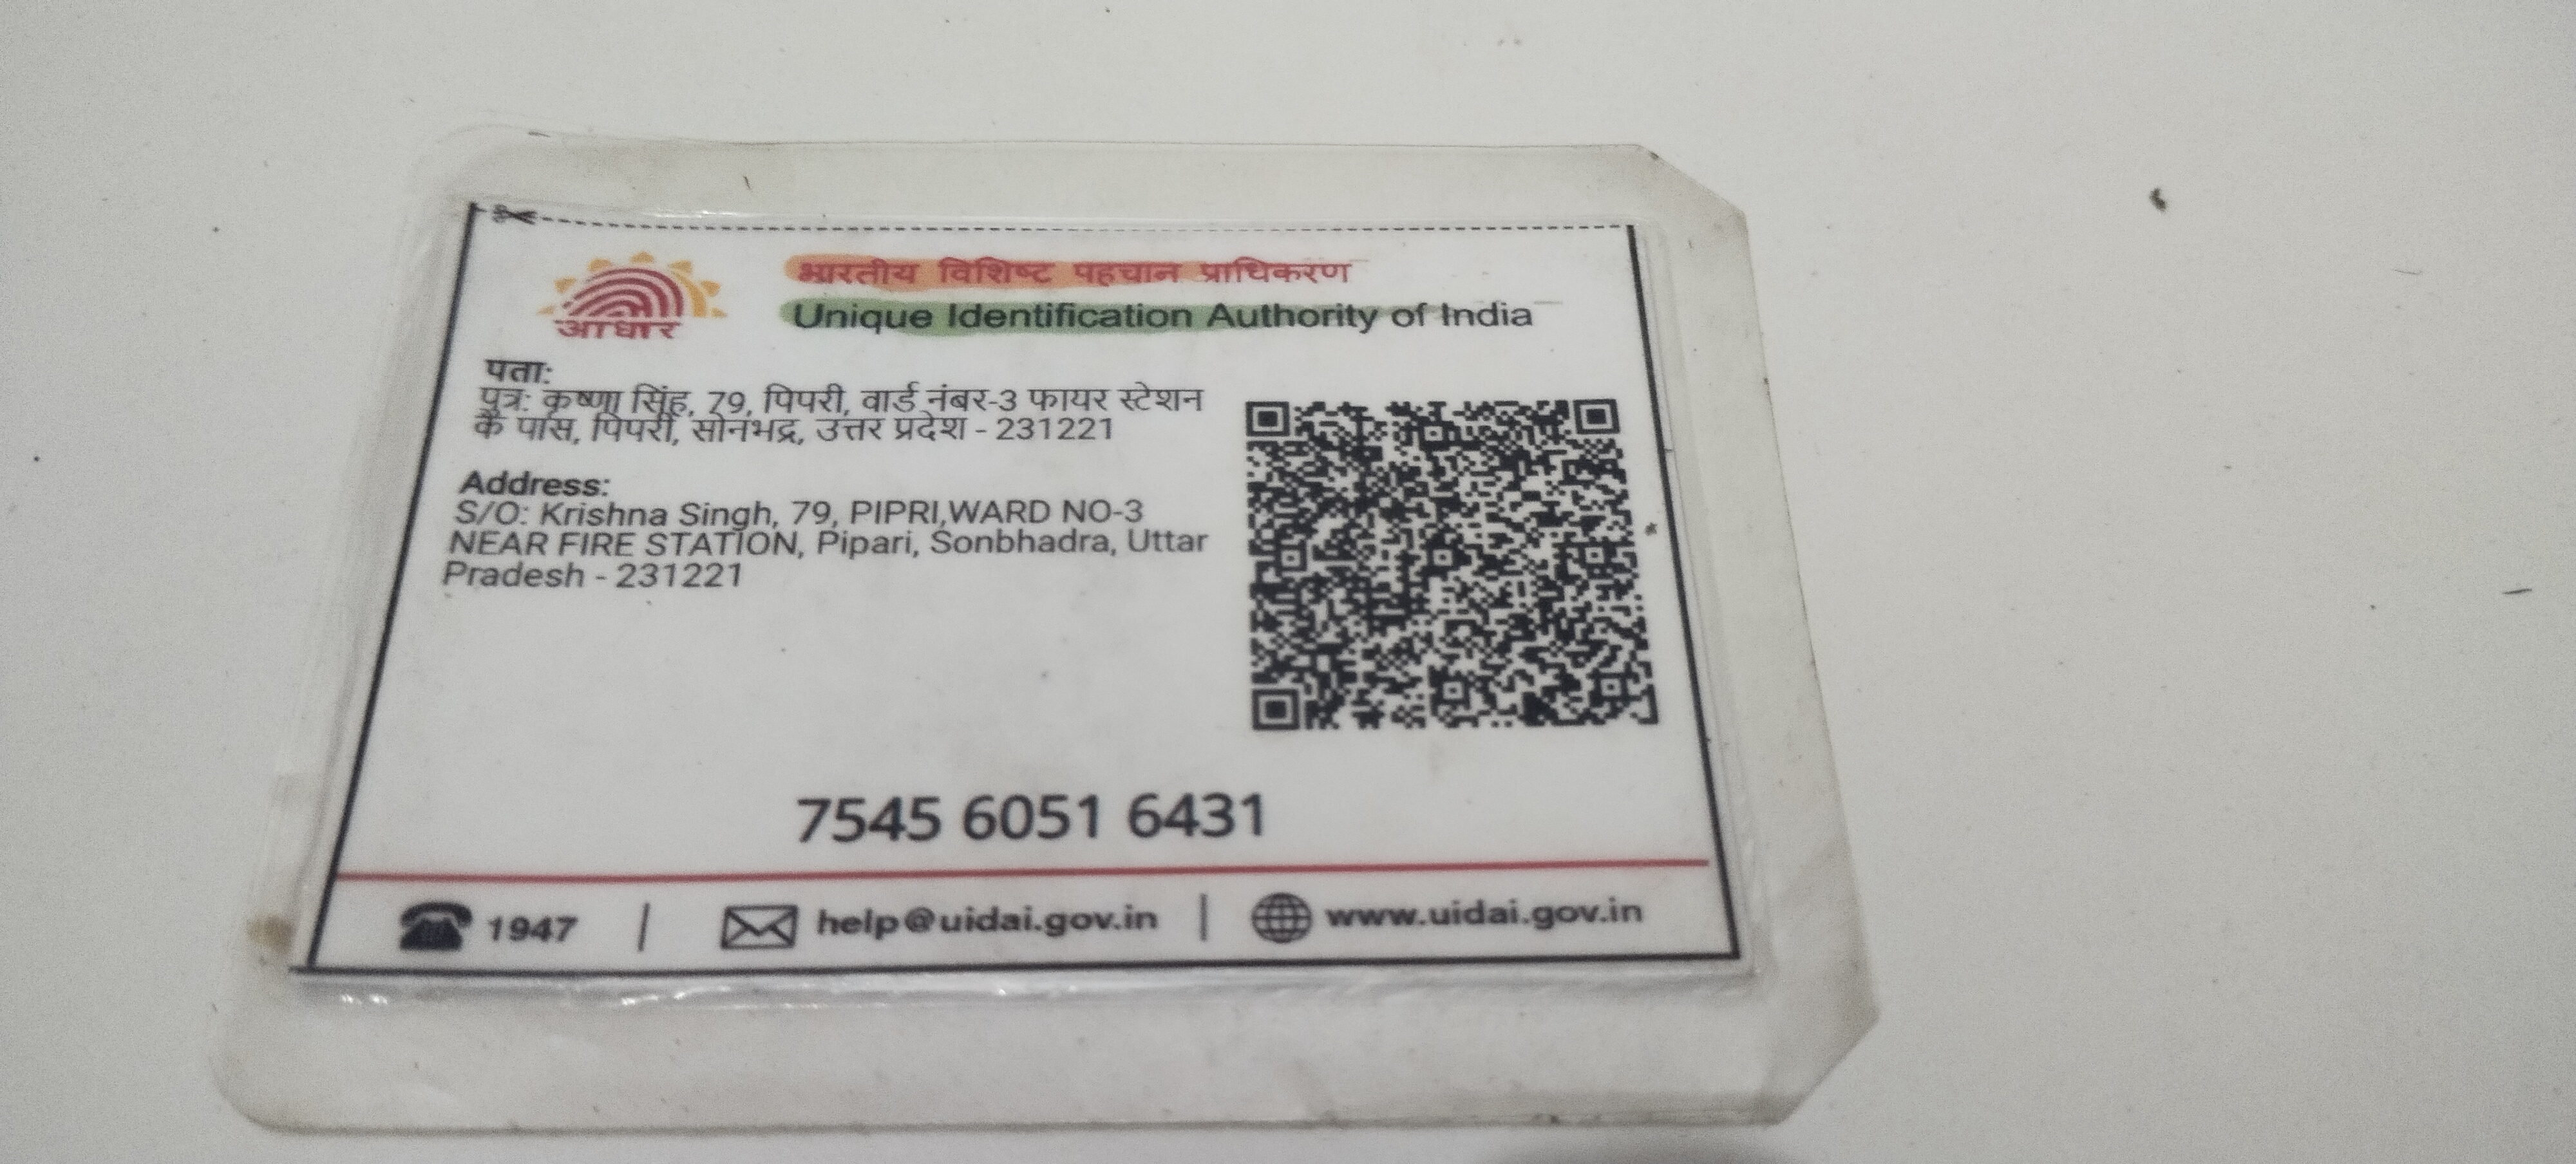 भारतीय विशिष्ट पहचान प्राधिकरण
Unique Identification Authority of India
आधार
पता:
पुत्र: कृष्णा सिंह, 79, पिपरी, वार्ड नंबर-3 फायर स्टेशन
के पास, पिपरी, सोनभद्र, उत्तर प्रदेश - 231221
Address:
S/O: Krishna Singh, 79, PIPRI,WARD NO-3
NEAR FIRE STATION, Pipari, Sonbhadra, Uttar
Pradesh - 231221
7545 6051 6431
1947 | help@uidai.gov.in | www.uidai.gov.in